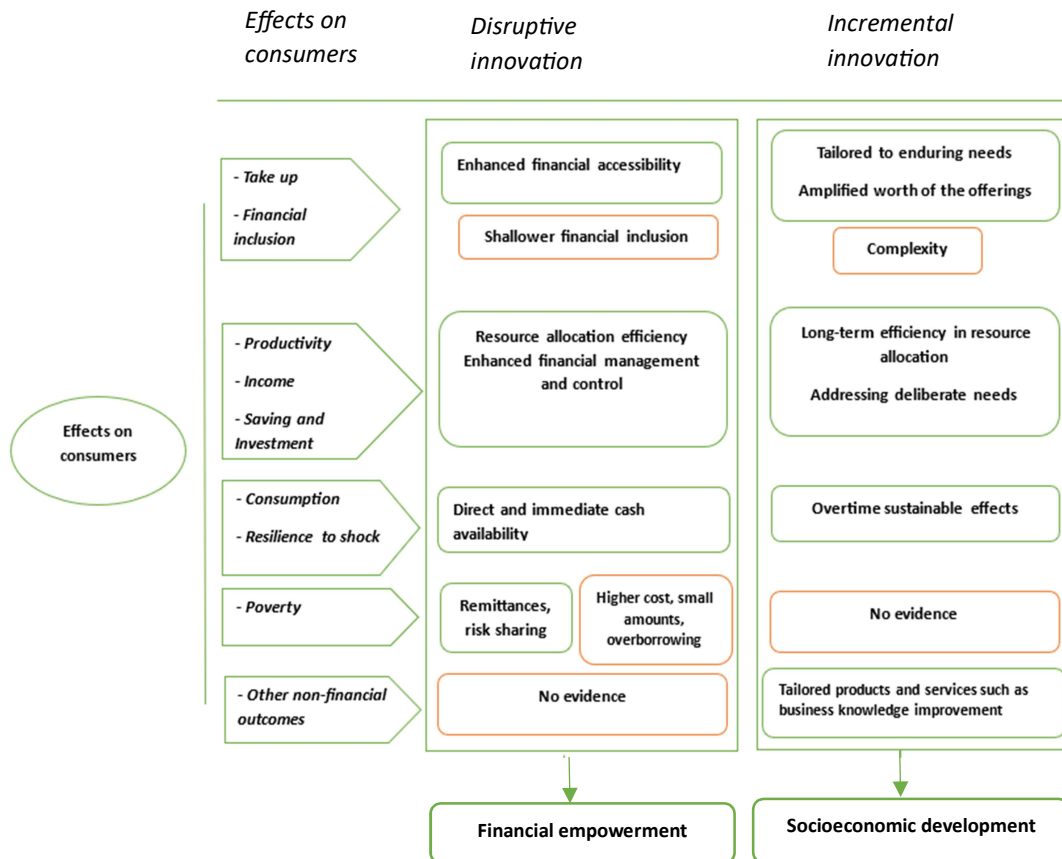 Effects on
consumers
Disruptive
innovation
Incremental
innovation
- Take up
- Financial
inclusion
Enhanced financial accessibility
Shallower financial inclusion
Tailored to enduring needs
Amplified worth of the offerings
Complexity
- Productivity
- Income
- Saving and
Investment
Resource allocation efficiency
Enhanced financial management
and control
Long-term efficiency in resource
allocation
Addressing deliberate needs
Effects on
consumers
- Consumption
- Resilience to shock
Direct and immediate cash
availability
Overtime sustainable effects
- Poverty
Remittances,
risk sharing
Higher cost, small
amounts,
overborrowing
No evidence
- Other non-financial
outcomes
No evidence
Tailored products and services such as
business knowledge improvement
Financial empowerment
Socioeconomic development